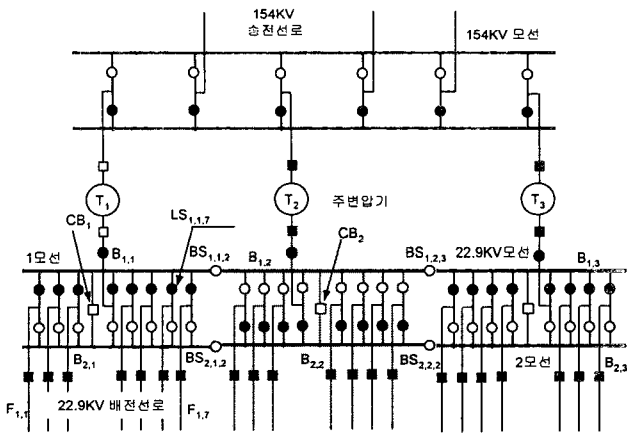 154KV
송전선로
154KV 모선
T1
T2
주변압기
T3
CB1
LS1,1,7
CB2
1모선
B1,1
BS1,1,2
B1,2
BS1,2,3
22.9KV모선
B1,3
B2,1
BS2,1,2
B2,2
BS2,2,2
2모선
B2,3
F1,1
22.9KV 배전선로
F1,7